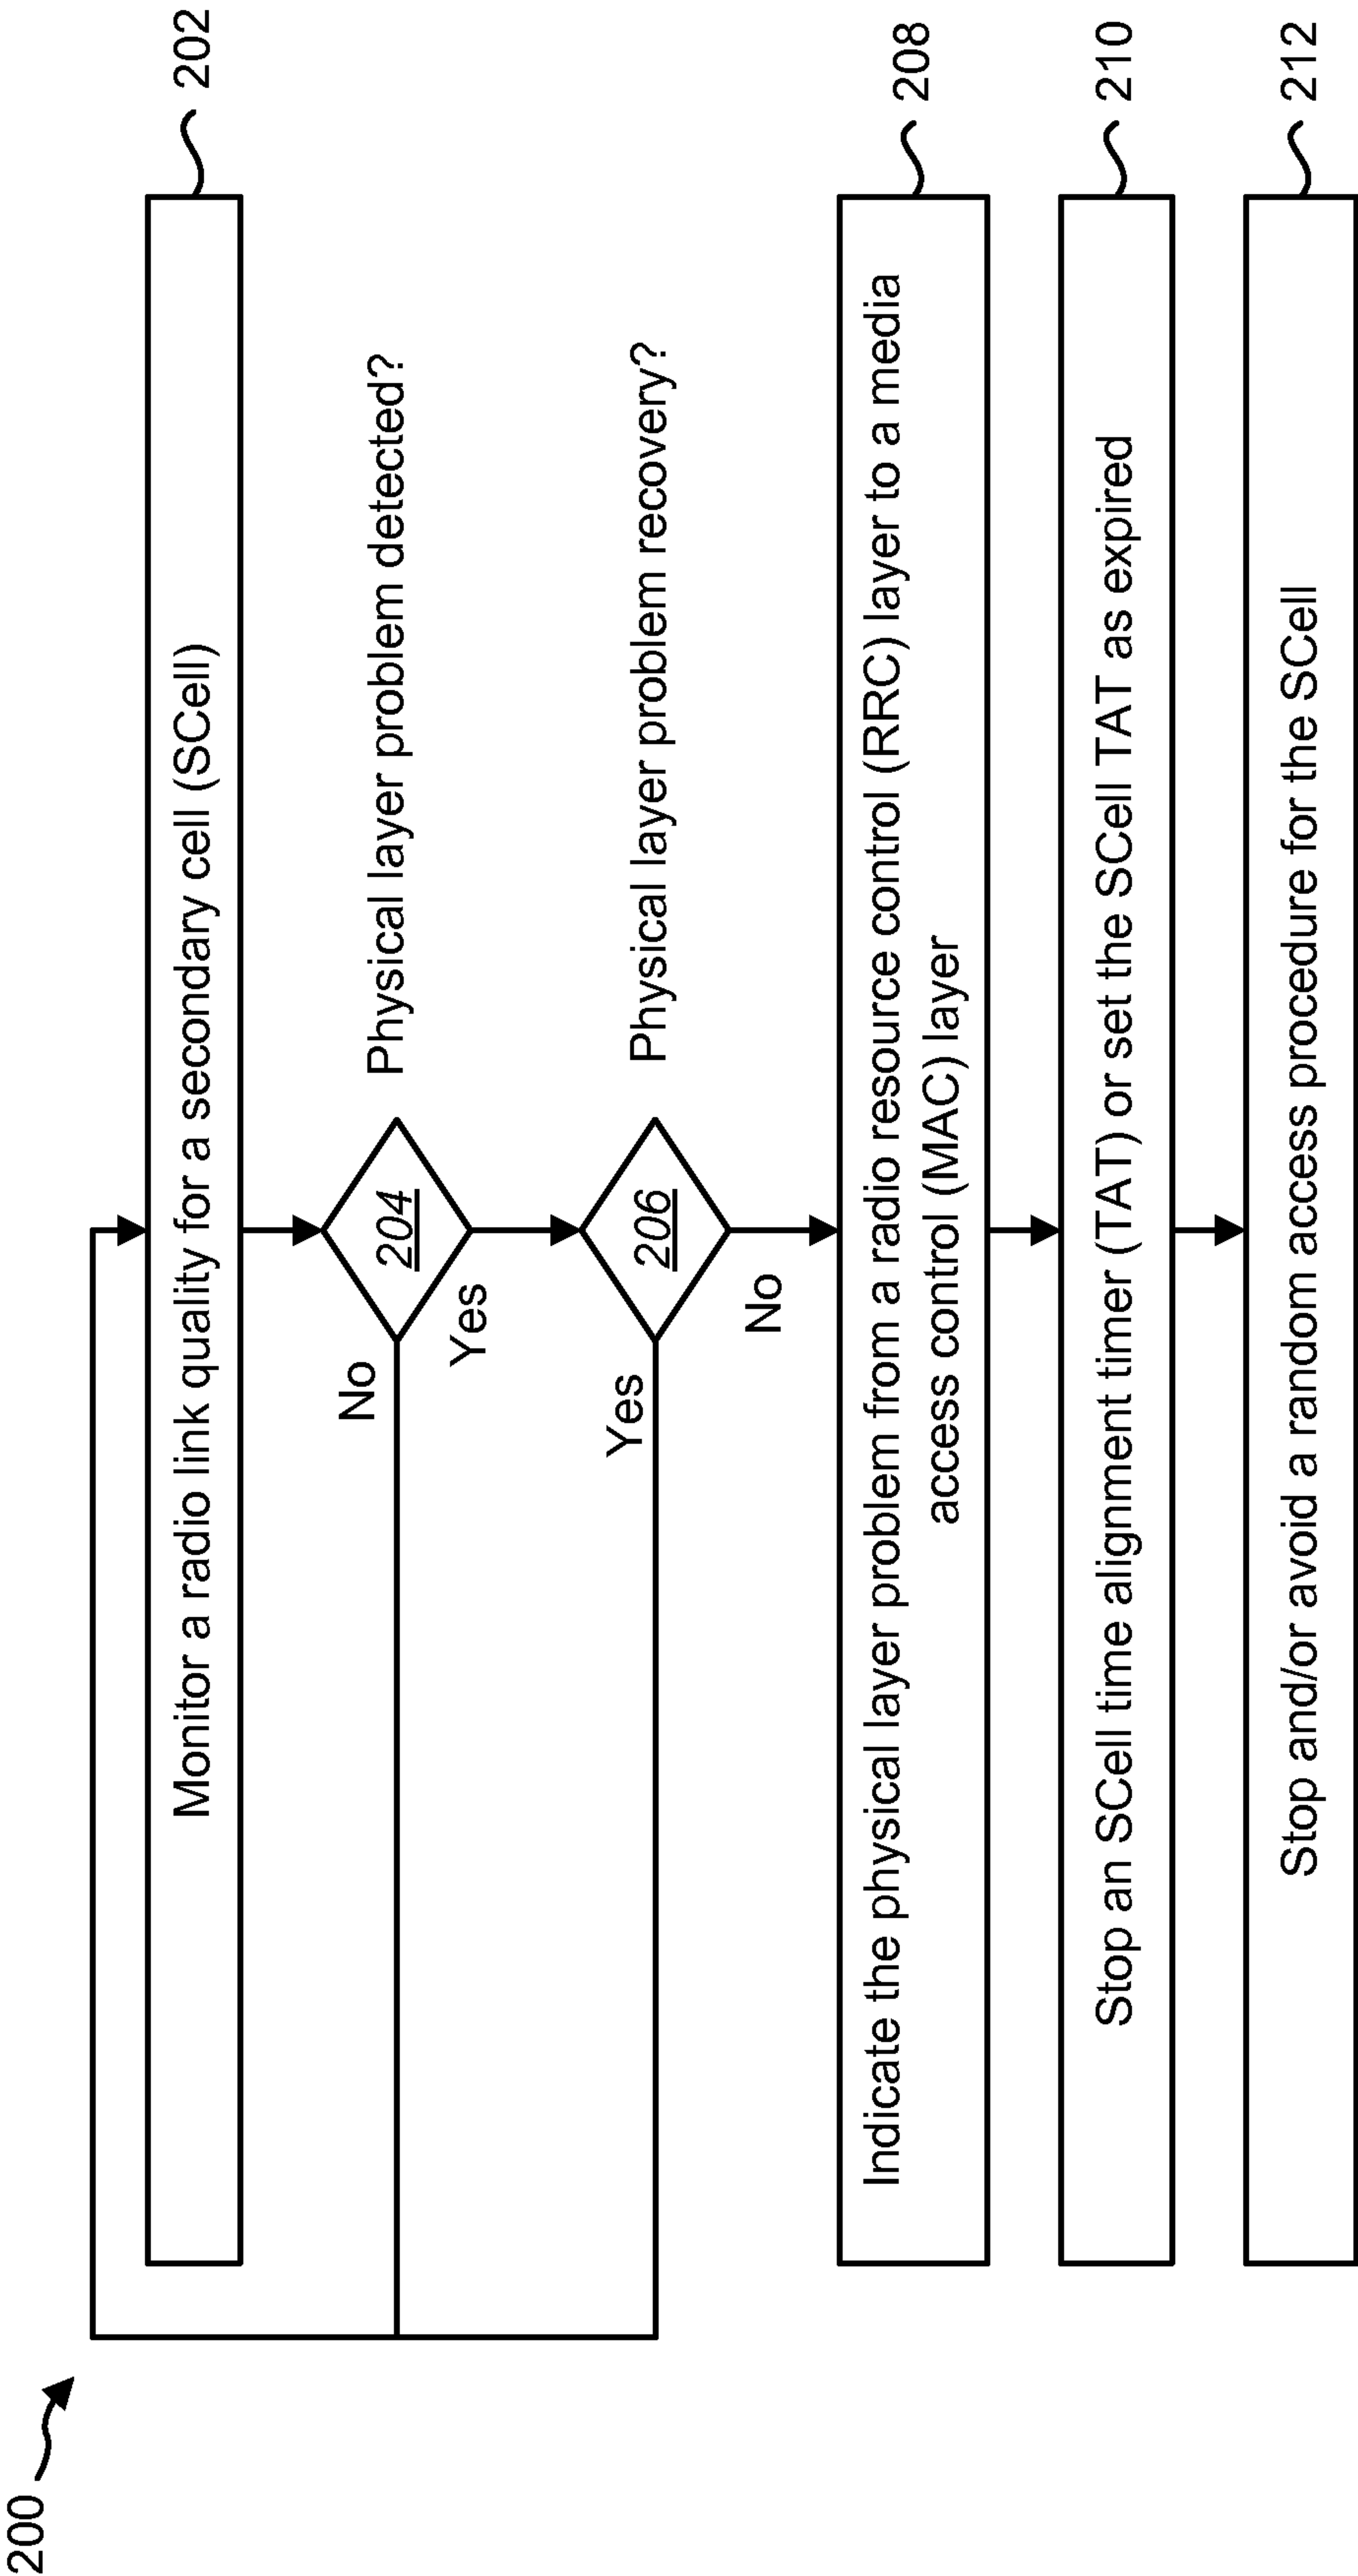 200
Monitor a radio link quality for a secondary cell (SCell)
202
204
Physical layer problem detected?
No
Yes
206
Physical layer problem recovery?
Yes
No
Indicate the physical layer problem from a radio resource control (RRC) layer to a media
access control (MAC) layer
208
Stop an SCell time alignment timer (TAT) or set the SCell TAT as expired
210
Stop and/or avoid a random access procedure for the SCell
212